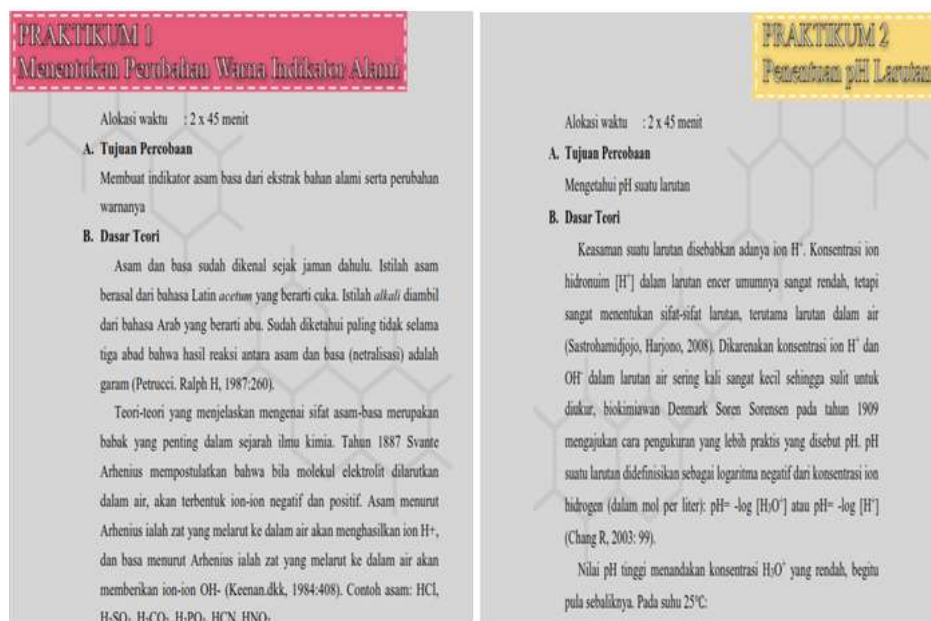 PRAKTIKUM 1
Menentukan Perubahan Warna Indikator Alami
Alokasi waktu : 2 x 45 menit
A. Tujuan Percobaan
Membuat indikator asam basa dari ekstrak bahan alami serta perubahan
warnanya
B. Dasar Teori
Asam dan basa sudah dikenal sejak jaman dahulu. Istilah asam
berasal dari bahasa Latin acetum yang berarti cuka. Istilah alkali diambil
dari bahasa Arab yang berarti abu. Sudah diketahui paling tidak selama
tiga abad bahwa hasil reaksi antara asam dan basa (netralisasi) adalah
garam (Petrucci. Ralph H, 1987:260).
Teori-teori yang menjelaskan mengenai sifat asam-basa merupakan
babak yang penting dalam sejarah ilmu kimia. Tahun 1887 Svante
Arhenius mempostulatkan bahwa bila molekul elektrolit dilarutkan
dalam air, akan terbentuk ion-ion negatif dan positif. Asam menurut
Arhenius ialah zat yang melarut ke dalam air akan menghasilkan ion H+,
dan basa menurut Arhenius ialah zat yang melarut ke dalam air akan
memberikan ion-ion OH- (Keenan.dkk, 1984:408). Contoh asam: HCl,
PRAKTIKUM 2
Penentuan pH Larutan
Alokasi waktu : 2 x 45 menit
A. Tujuan Percobaan
Mengetahui pH suatu larutan
B. Dasar Teori
Keasaman suatu larutan disebabkan adanya ion H⁺. Konsentrasi ion
hidronuim [H⁺] dalam larutan encer umumnya sangat rendah, tetapi
sangat menentukan sifat-sifat larutan, terutama larutan dalam air
(Sastrohamidjojo, Harjono, 2008). Dikarenakan konsentrasi ion H⁺ dan
OH⁻ dalam larutan air sering kali sangat kecil sehingga sulit untuk
diukur, biokimiawan Denmark Soren Sorensen pada tahun 1909
mengajukan cara pengukuran yang lebih praktis yang disebut pH. pH
suatu larutan didefinisikan sebagai logaritma negatif dari konsentrasi ion
hidrogen (dalam mol per liter): pH= -log [H₃O⁺] atau pH= -log [H⁺]
(Chang R, 2003: 99).
Nilai pH tinggi menandakan konsentrasi H₃O⁺ yang rendah, begitu
pula sebaliknya. Pada suhu 25°C: